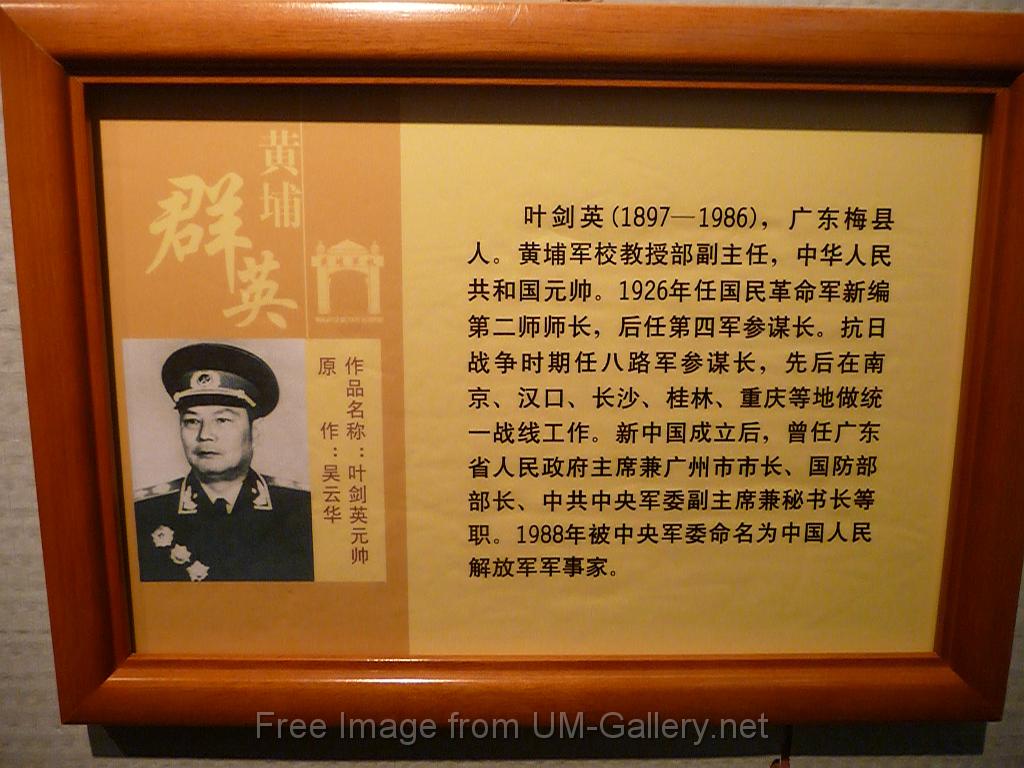 黄埔
群英
作品名称：叶剑英元帅
原 作：吴云华
叶剑英(1897—1986)，广东梅县
人。黄埔军校教授部副主任，中华人民
共和国元帅。1926年任国民革命军新编
第二师师长，后任第四军参谋长。抗日
战争时期任八路军参谋长，先后在南
京、汉口、长沙、桂林、重庆等地做统
一战线工作。新中国成立后，曾任广东
省人民政府主席兼广州市市长、国防部
部长、中共中央军委副主席兼秘书长等
职。1988年被中央军委命名为中国人民
解放军军事家。
Free Image from UM-Gallery.net